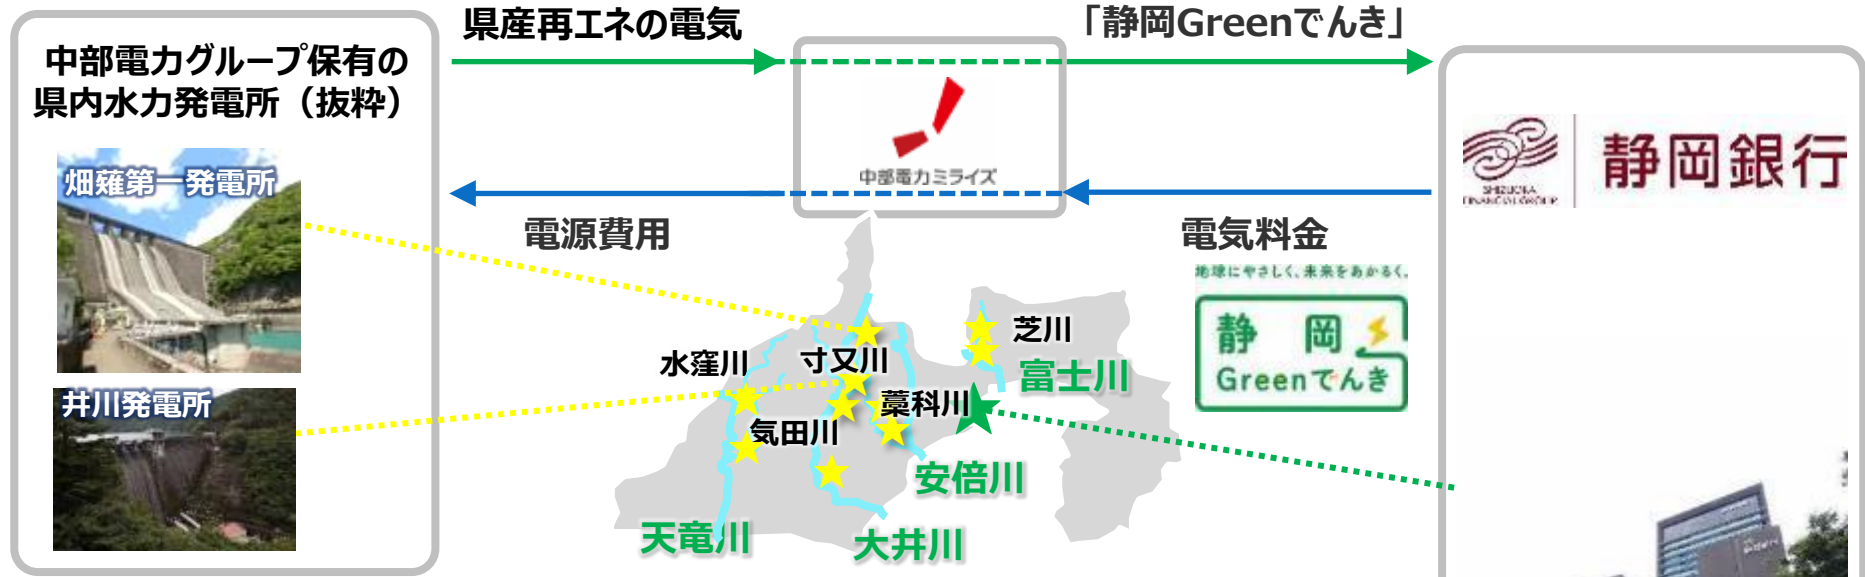 県産再エネの電気
「静岡Greenでんき」
中部電力グループ保有の
県内水力発電所（抜粋）
畑薙第一発電所
井川発電所
中部電力ミライズ
電源費用
電気料金
静岡銀行
SHIZUOKA
FINANCIAL GROUP
地球にやさしく、未来をあかるく。
静岡
Greenでんき
芝川
水窪川
寸又川
富士川
藁科川
気田川
安倍川
天竜川
大井川